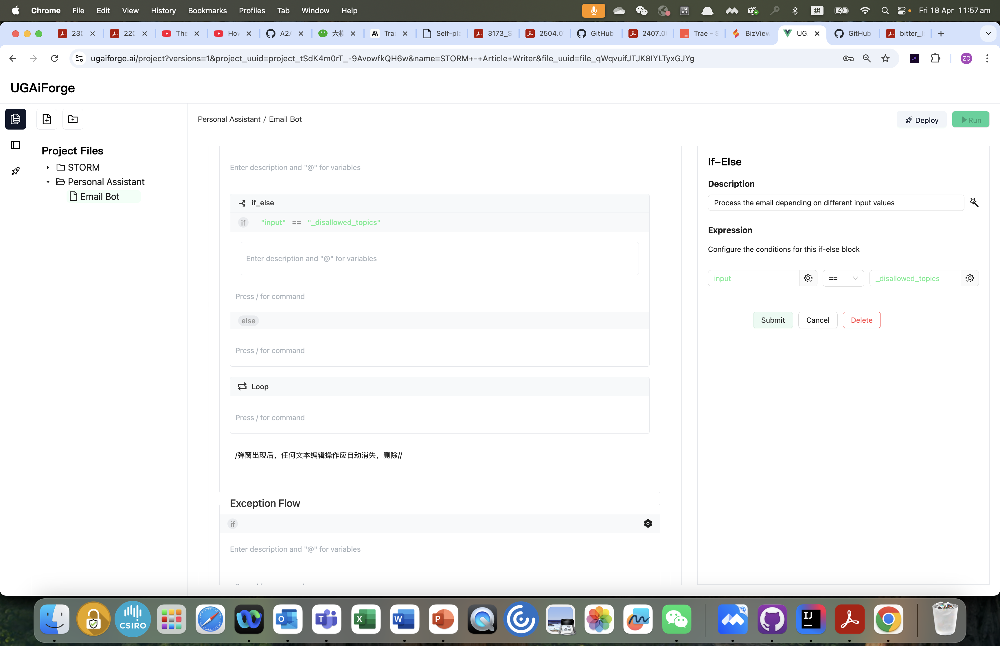 Chrome File Edit View History Bookmarks Profiles Tab Window Help
IM &T 拼 Fri 18 Apr 11:57 am
230 220 The Hov A2A 大模 Trae Self-pla 3173_S 2504.0 GitHub 2407.0 Trae - S BizView UG GitHub bitter_l
ugaiforge.ai/project?versions=1&project_uuid=project_tSdK4m0rT_-9AvowfkQH6w&name=STORM+-+Article+Writer&file_uuid=file_qWqvuifJTJK8IYLTyxGJYg
ZC
UGAiForge
Personal Assistant / Email Bot
Deploy
Run
Project Files
STORM
Personal Assistant
Email Bot
Enter description and "@" for variables
if_else
if "input" == "_disallowed_topics"
Enter description and "@" for variables
Press / for command
else
Press / for command
Loop
Press / for command
/弹窗出现后，任何文本编辑操作应自动消失，删除//
Exception Flow
if
Enter description and "@" for variables
If-Else
Description
Process the email depending on different input values
Expression
Configure the conditions for this if-else block
input == _disallowed_topics
Submit Cancel Delete
CSIRO